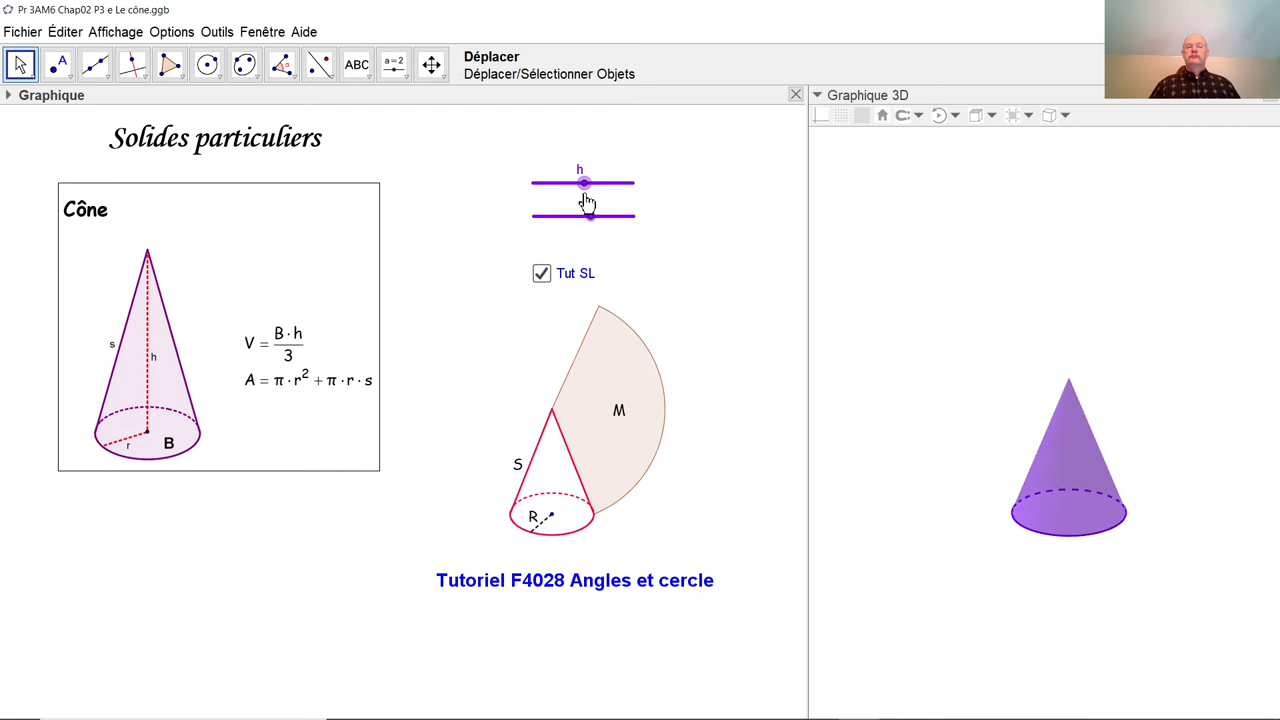 Pr 3AM6 Chap02 P3 e Le cône.ggb
Fichier Éditer Affichage Options Outils Fenêtre Aide
A
ABC
a=2
Déplacer
Déplacer/Sélectionner Objets
Graphique
Graphique 3D
Solides particuliers
Cône
s
h
r
B
V = B·h / 3
A = π·r² + π·r·s
h
Tut SL
M
S
R
Tutoriel F4028 Angles et cercle